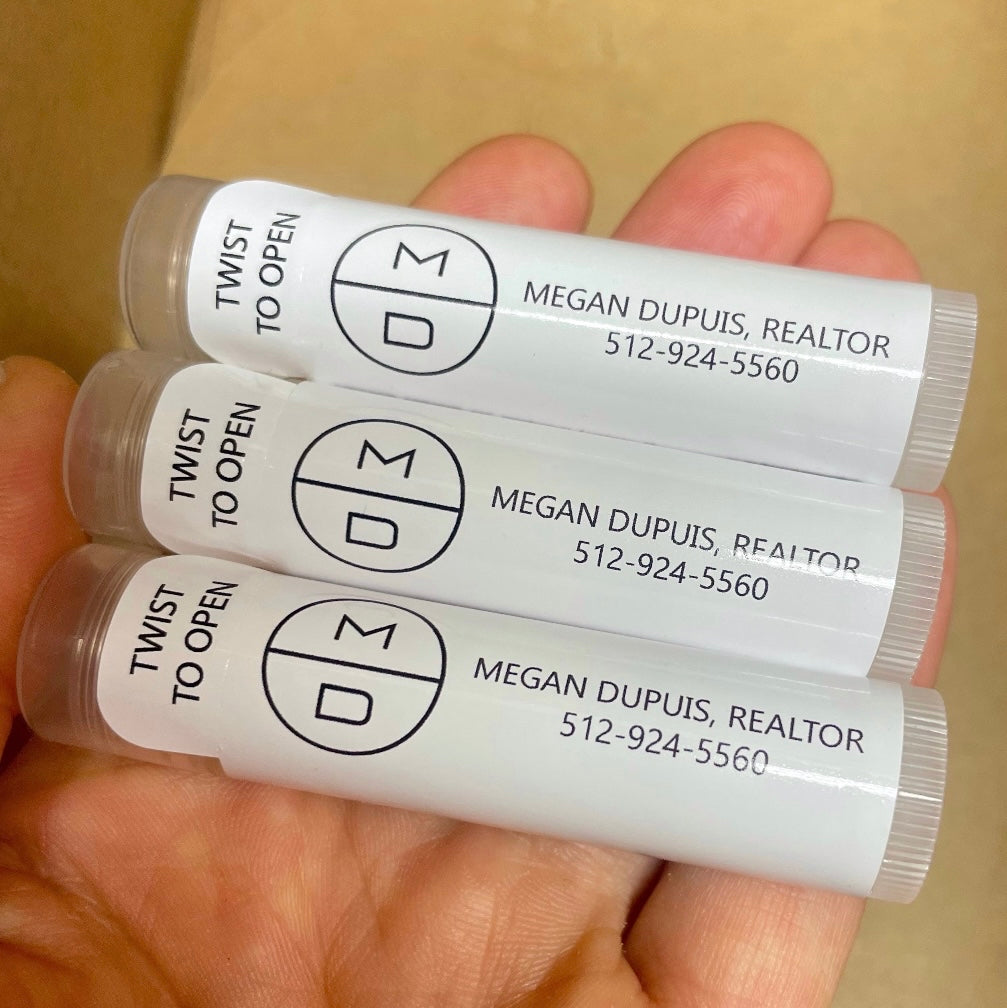 TWIST
TO OPEN
M
D
MEGAN DUPUIS, REALTOR
512-924-5560
TWIST
TO OPEN
M
D
MEGAN DUPUIS, REALTOR
512-924-5560
TWIST
TO OPEN
M
D
MEGAN DUPUIS, REALTOR
512-924-5560